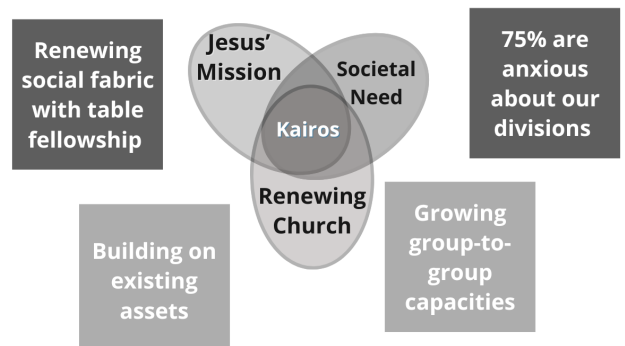 Renewing
social fabric
with table
fellowship
Jesus’
Mission
Societal
Need
Kairos
Renewing
Church
75% are
anxious
about our
divisions
Building on
existing
assets
Growing
group-to-
group
capacities